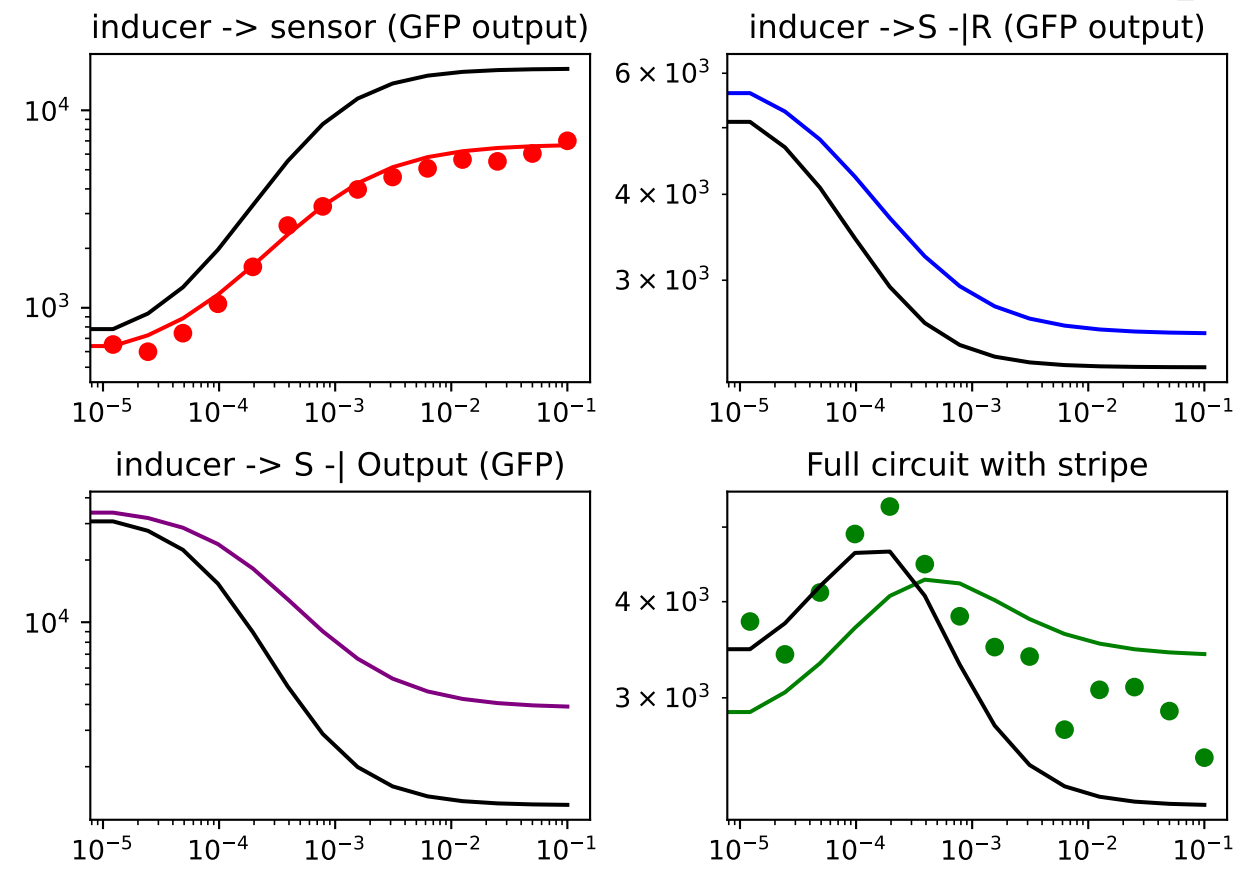 inducer -> sensor (GFP output)
inducer ->S -|R (GFP output)
10⁴
10³
10⁻⁵ 10⁻⁴ 10⁻³ 10⁻² 10⁻¹
6 × 10³
4 × 10³
3 × 10³
10⁻⁵ 10⁻⁴ 10⁻³ 10⁻² 10⁻¹
inducer -> S -| Output (GFP)
Full circuit with stripe
10⁴
10⁻⁵ 10⁻⁴ 10⁻³ 10⁻² 10⁻¹
4 × 10³
3 × 10³
10⁻⁵ 10⁻⁴ 10⁻³ 10⁻² 10⁻¹